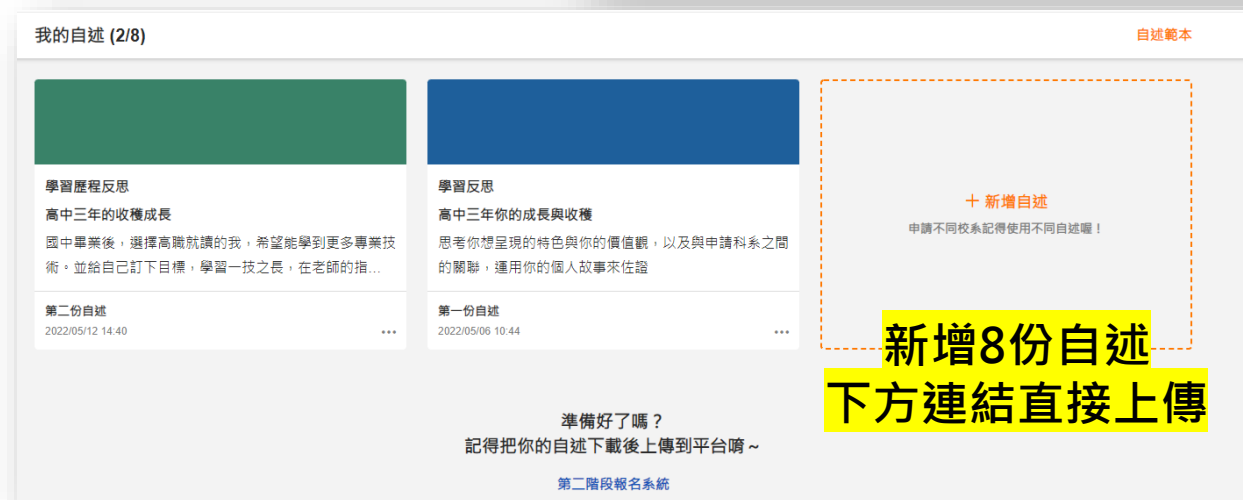 我的自述 (2/8)
自述範本
學習歷程反思
高中三年的收穫成長
國中畢業後，選擇高職就讀的我，希望能學到更多專業技
術。並給自己訂下目標，學習一技之長，在老師的指...
第二份自述
2022/05/12 14:40
學習反思
高中三年你的成長與收穫
思考你想呈現的特色與你的價值觀，以及與申請科系之間
的關聯，運用你的個人故事來佐證
第一份自述
2022/05/06 10:44
＋新增自述
申請不同校系記得使用不同自述喔！
新增8份自述
下方連結直接上傳
準備好了嗎？
記得把你的自述下載後上傳到平台唷～
第二階段報名系統